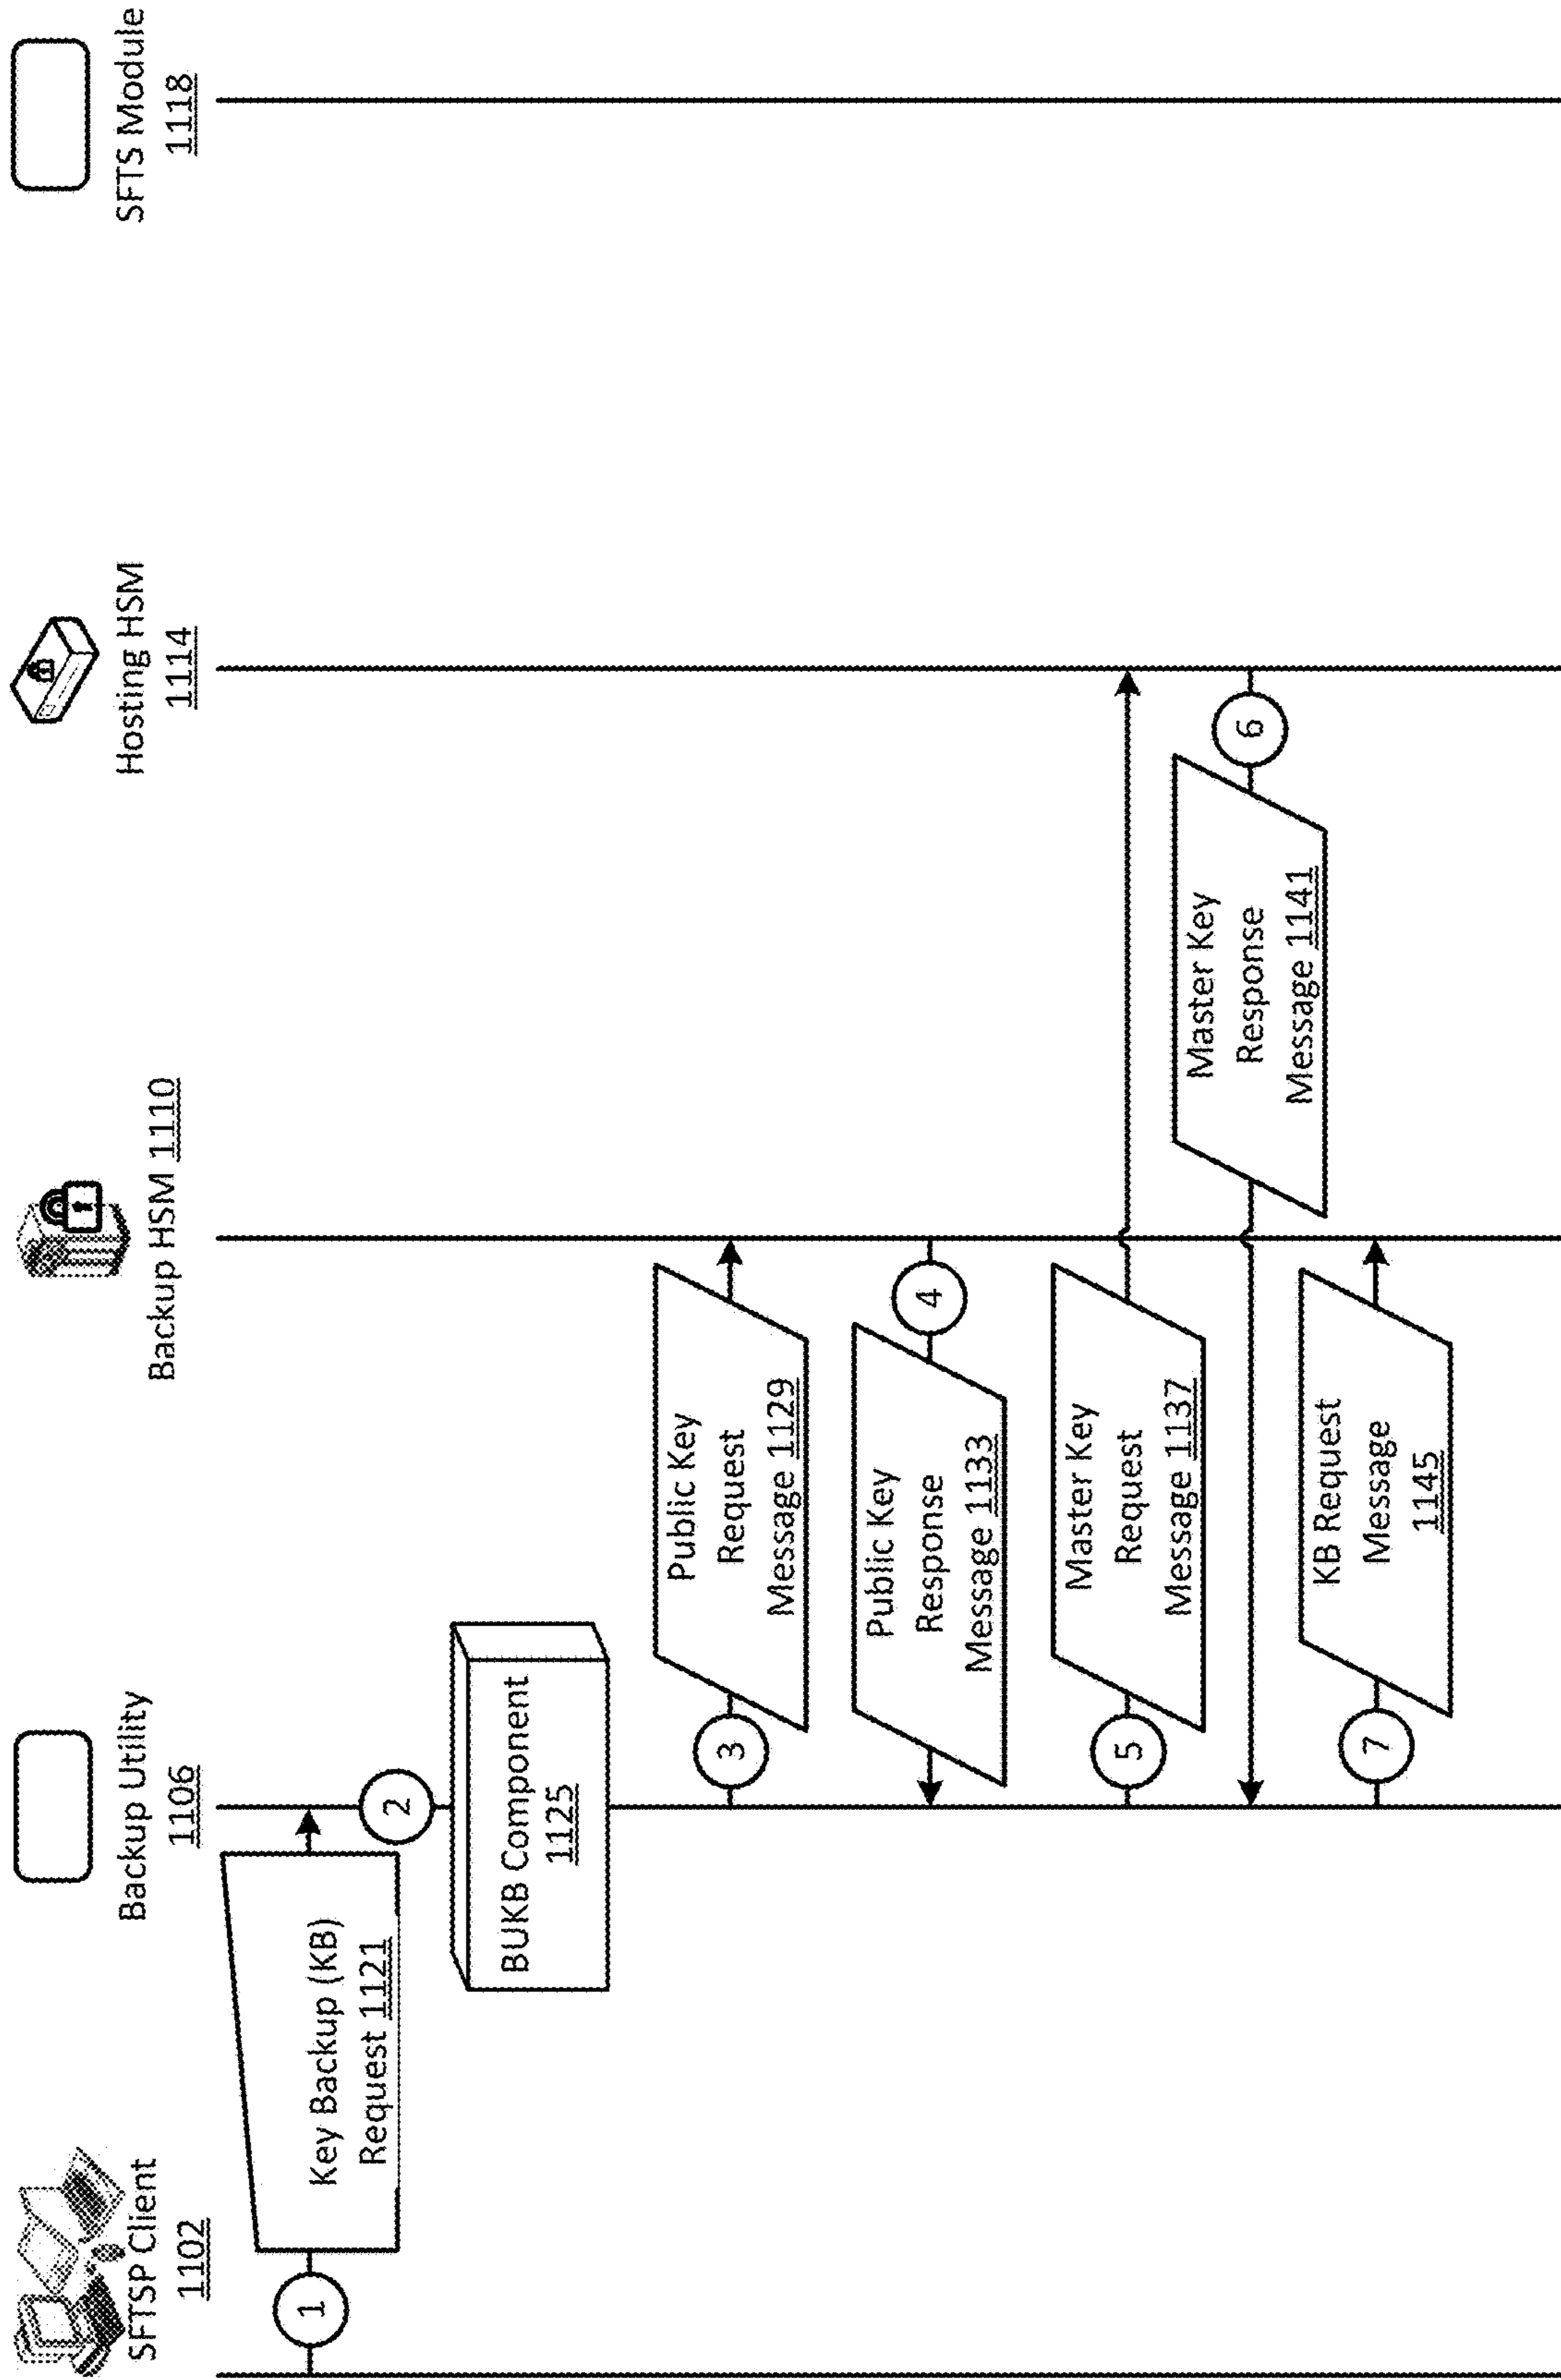 SFTSP Client
1102
Backup Utility
1106
Backup HSM 1110
Hosting HSM
1114
SFTS Module
1118
1
Key Backup (KB)
Request 1121
2
BUKB Component
1125
3
Public Key
Request
Message 1129
4
Public Key
Response
Message 1133
5
Master Key
Request
Message 1137
6
Master Key
Response
Message 1141
7
KB Request
Message
1145